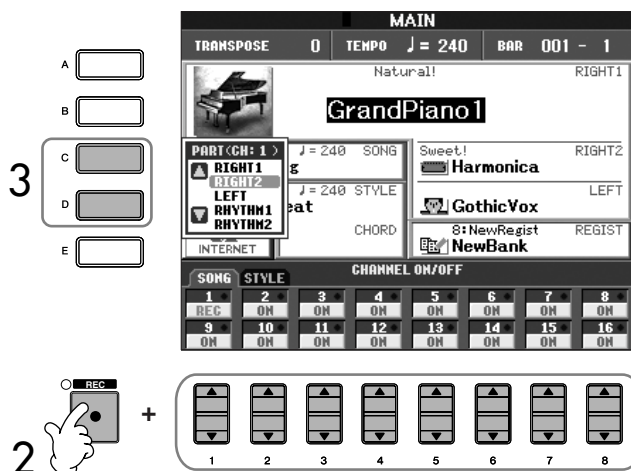 MAIN
TRANSPOSE 0 TEMPO ♩= 240 BAR 001 - 1
Natural! RIGHT1
GrandPiano1
A
B
C
D
E
3
PART(CH: 1 )
RIGHT1
RIGHT2
LEFT
RHYTHM1
RHYTHM2
♩= 240 SONG
g
♩= 240 STYLE
eat
CHORD
INTERNET
Sweet! RIGHT2
Harmonica
LEFT
GothicVox
8:NewRegist REGIST
NewBank
SONG STYLE CHANNEL ON/OFF
1 2 3 4 5 6 7 8
REC ON ON ON ON ON ON ON
9 10 11 12 13 14 15 16
ON ON ON ON ON ON ON ON
REC
+
2
1 2 3 4 5 6 7 8